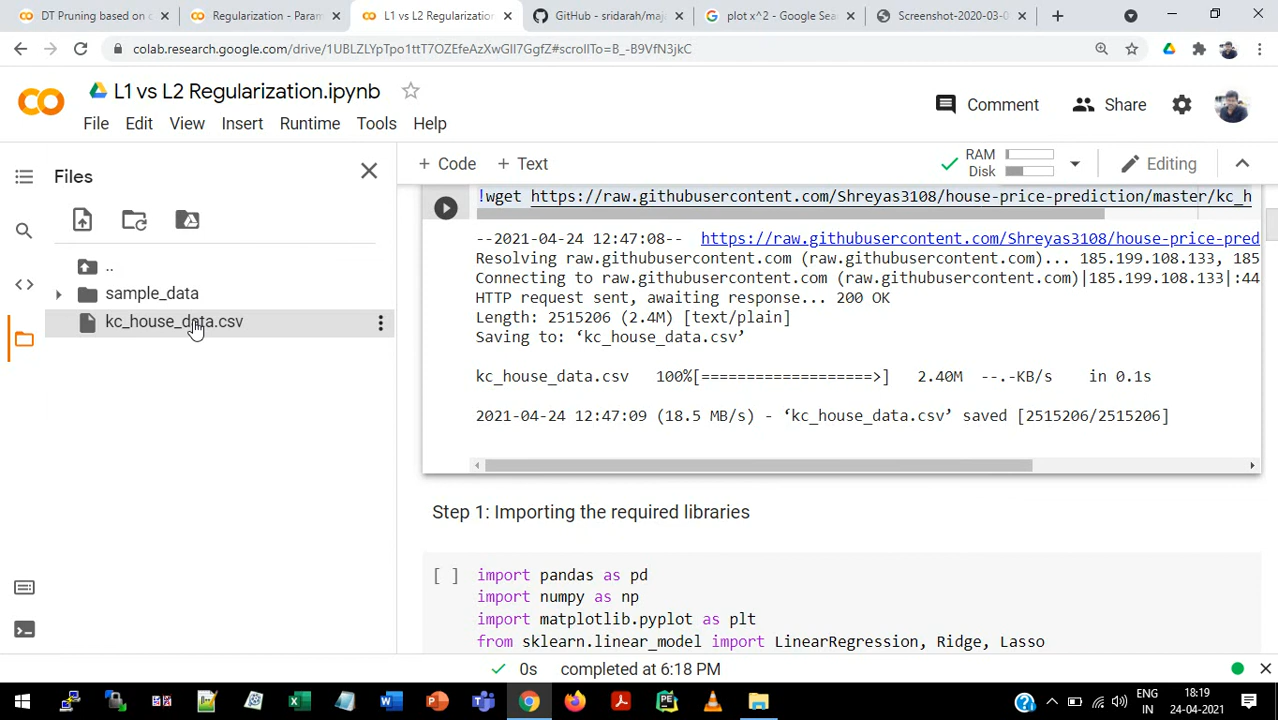 DT Pruning based on c
Regularization - Param
L1 vs L2 Regularization
GitHub - sridarah/maj
plot x^2 - Google Sea
Screenshot-2020-03-0
colab.research.google.com/drive/1UBLZLYpTpo1ttT7OZEfeAzXwGlI7GgfZ#scrollTo=B_-B9VfN3jkC
L1 vs L2 Regularization.ipynb
Comment
Share
File Edit View Insert Runtime Tools Help
Files
+ Code + Text
RAM
Disk
Editing
..
sample_data
kc_house_data.csv
!wget https://raw.githubusercontent.com/Shreyas3108/house-price-prediction/master/kc_h
--2021-04-24 12:47:08-- https://raw.githubusercontent.com/Shreyas3108/house-price-pred
Resolving raw.githubusercontent.com (raw.githubusercontent.com)... 185.199.108.133, 185
Connecting to raw.githubusercontent.com (raw.githubusercontent.com)|185.199.108.133|:44
HTTP request sent, awaiting response... 200 OK
Length: 2515206 (2.4M) [text/plain]
Saving to: ‘kc_house_data.csv’
kc_house_data.csv 100%[===================>] 2.40M --.-KB/s in 0.1s
2021-04-24 12:47:09 (18.5 MB/s) - ‘kc_house_data.csv’ saved [2515206/2515206]
Step 1: Importing the required libraries
[ ] import pandas as pd
import numpy as np
import matplotlib.pyplot as plt
from sklearn.linear_model import LinearRegression, Ridge, Lasso
0s completed at 6:18 PM
ENG
IN
18:19
24-04-2021